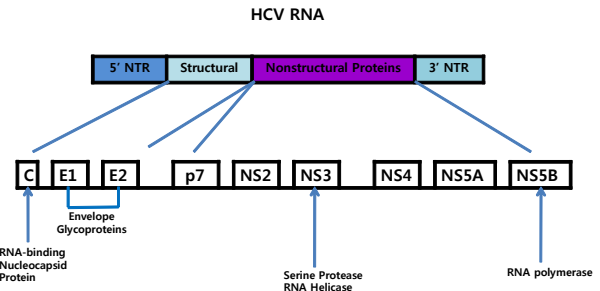 HCV RNA
5' NTR
Structural
Nonstructural Proteins
3' NTR
C
E1
E2
p7
NS2
NS3
NS4
NS5A
NS5B
Envelope
Glycoproteins
RNA-binding
Nucleocapsid
Protein
Serine Protease
RNA Helicase
RNA polymerase